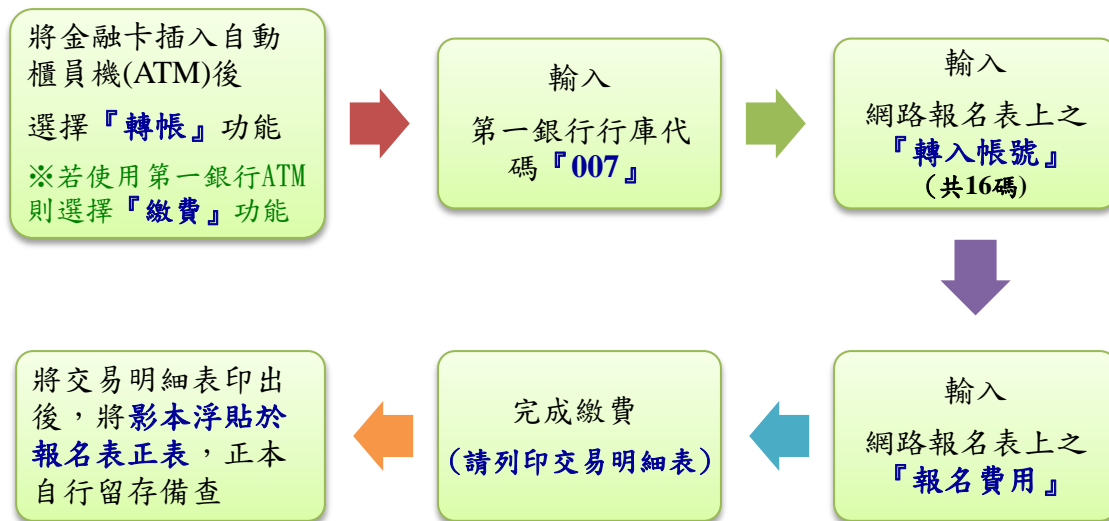 將金融卡插入自動
櫃員機(ATM)後
選擇『轉帳』功能
※若使用第一銀行ATM
則選擇『繳費』功能
輸入
第一銀行行庫代
碼『007』
輸入
網路報名表上之
『轉入帳號』
(共16碼)
輸入
網路報名表上之
『報名費用』
完成繳費
(請列印交易明細表)
將交易明細表印出
後，將影本浮貼於
報名表正表，正本
自行留存備查